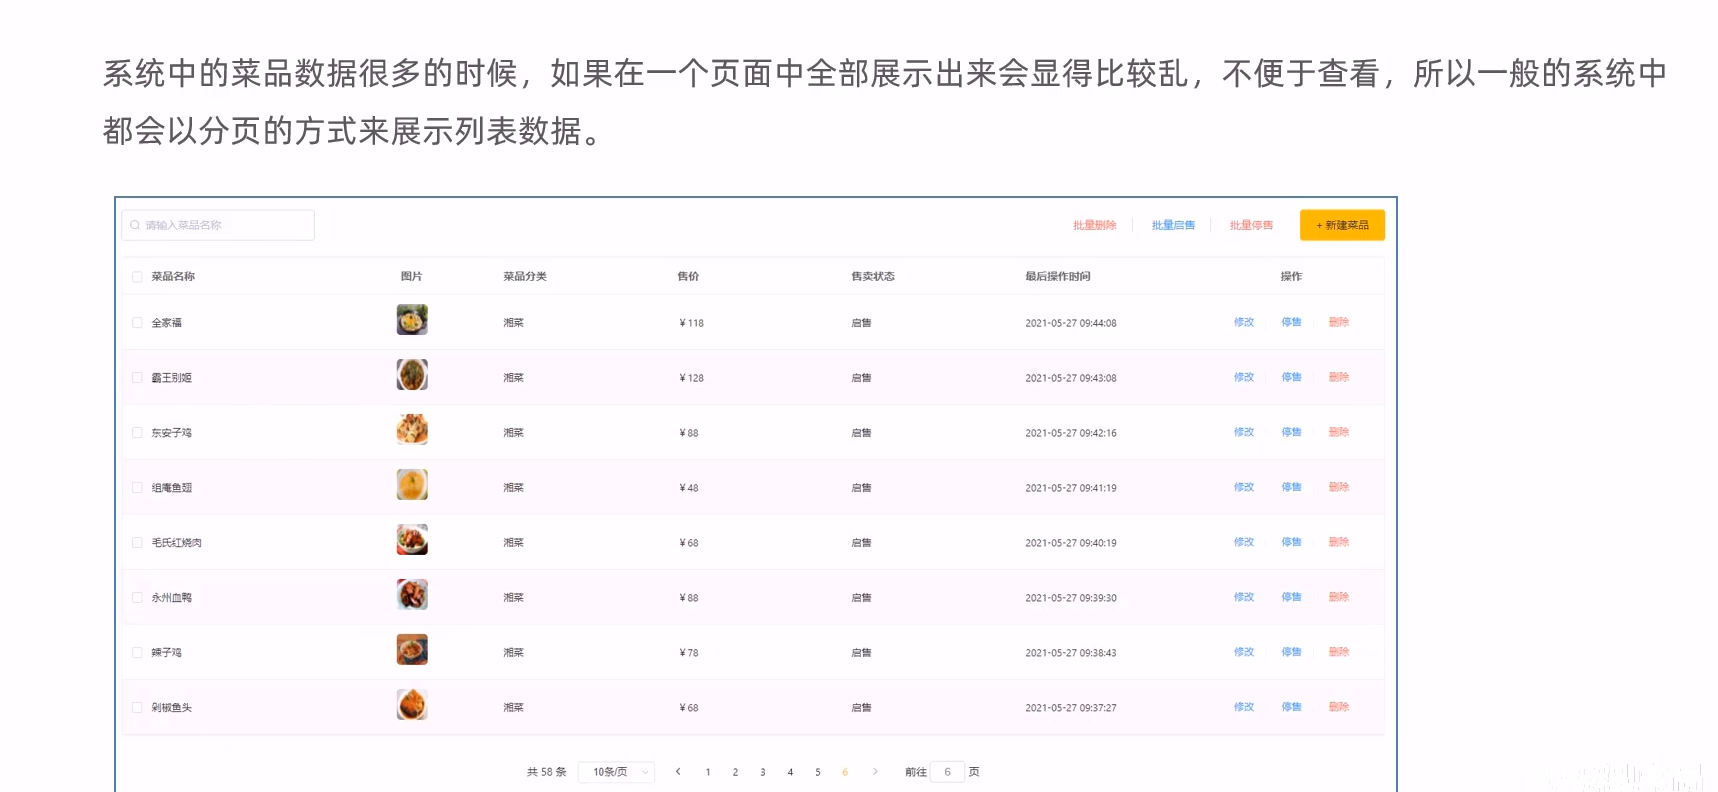 系统中的菜品数据很多的时候，如果在一个页面中全部展示出来会显得比较乱，不便于查看，所以一般的系统中
都会以分页的方式来展示列表数据。
请输入菜品名称 批量删除 批量启售 批量停售 + 新建菜品
菜品名称 图片 菜品分类 售价 售卖状态 最后操作时间 操作
全家福 湘菜 ¥ 118 启售 2021-05-27 09:44:08 修改 停售 删除
霸王别姬 湘菜 ¥ 128 启售 2021-05-27 09:43:08 修改 停售 删除
东安子鸡 湘菜 ¥ 88 启售 2021-05-27 09:42:16 修改 停售 删除
组庵鱼翅 湘菜 ¥ 48 启售 2021-05-27 09:41:19 修改 停售 删除
毛氏红烧肉 湘菜 ¥ 68 启售 2021-05-27 09:40:19 修改 停售 删除
永州血鸭 湘菜 ¥ 88 启售 2021-05-27 09:39:30 修改 停售 删除
辣子鸡 湘菜 ¥ 78 启售 2021-05-27 09:38:43 修改 停售 删除
剁椒鱼头 湘菜 ¥ 68 启售 2021-05-27 09:37:27 修改 停售 删除
共 58 条 10条/页 1 2 3 4 5 6 前往 6 页